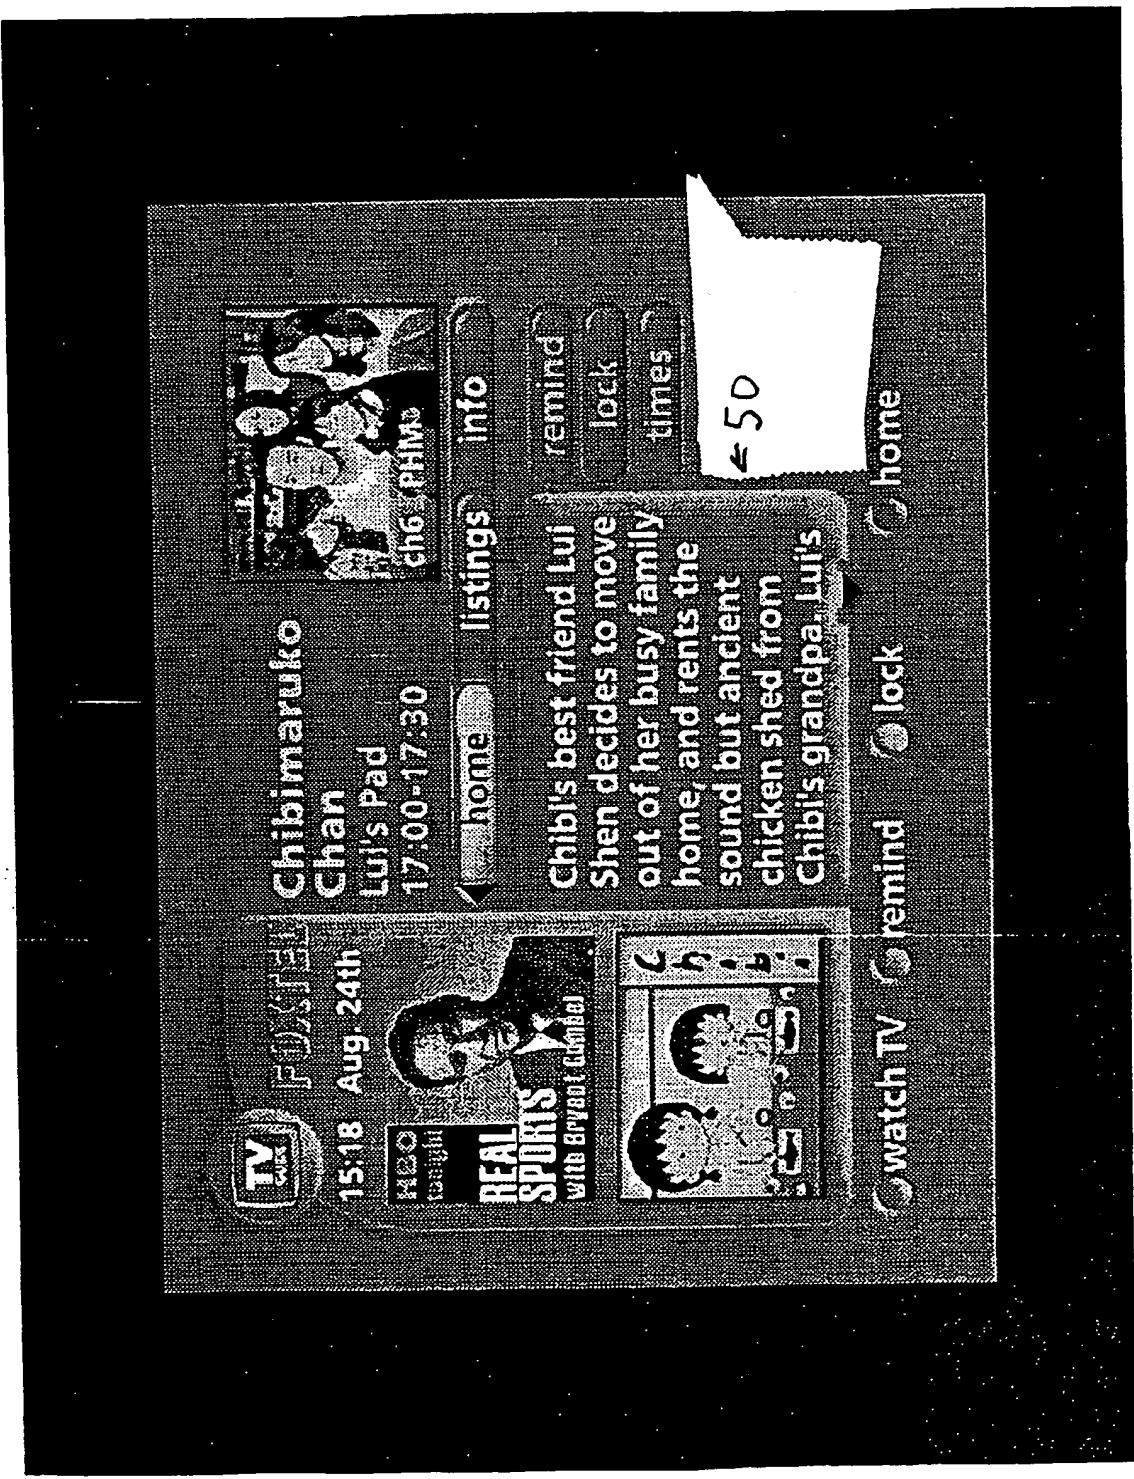 TV
GUIDE
FOXTEL
15:18 Aug. 24th
HBO
tonight
REAL
SPORTS
with Bryant Gumbel
Chibi
Chibimaruko
Chan
Lui's Pad
17:00-17:30
ch6 /PHMs
home listings info
Chibi's best friend Lui
Shen decides to move
out of her busy family
home, and rents the
sound but ancient
chicken shed from
Chibi's grandpa. Lui's
remind
lock
times
←50
watch TV remind lock home